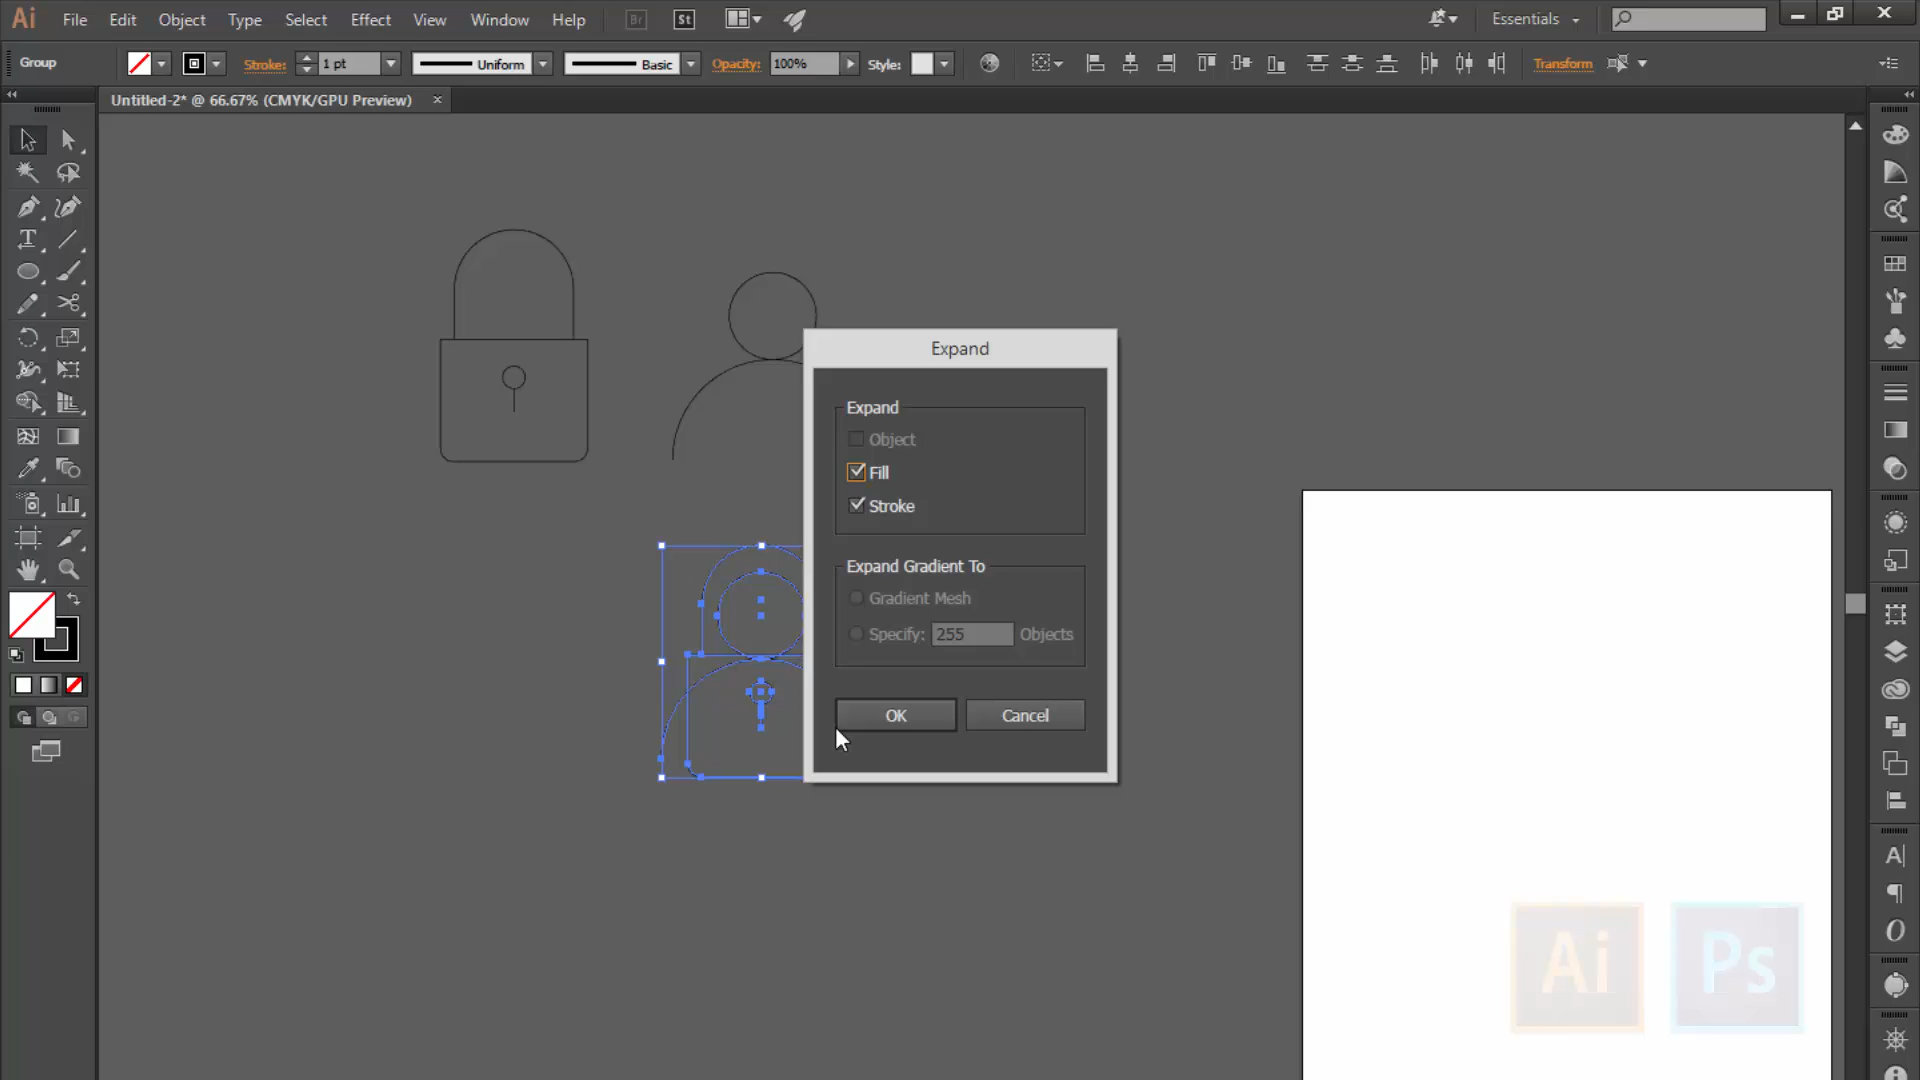 Ai File Edit Object Type Select Effect View Window Help Br St Essentials
Group Stroke: 1 pt Uniform Basic Opacity: 100% Style: Transform
Untitled-2* @ 66.67% (CMYK/GPU Preview) ×
Expand
Expand
Object
Fill
Stroke
Expand Gradient To
Gradient Mesh
Specify: 255 Objects
OK Cancel
Ai Ps